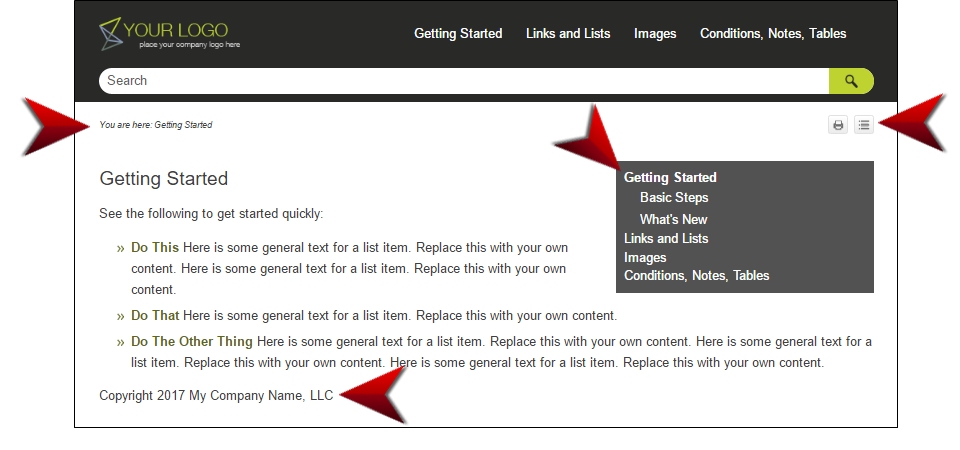 YOUR LOGO
place your company logo here
Getting Started Links and Lists Images Conditions, Notes, Tables
Search
You are here: Getting Started
Getting Started
See the following to get started quickly:
» Do This Here is some general text for a list item. Replace this with your own
content. Here is some general text for a list item. Replace this with your own
content.
» Do That Here is some general text for a list item. Replace this with your own content.
» Do The Other Thing Here is some general text for a list item. Replace this with your own content. Here is some general text for a
list item. Replace this with your own content. Here is some general text for a list item. Replace this with your own content.
Getting Started
Basic Steps
What's New
Links and Lists
Images
Conditions, Notes, Tables
Copyright 2017 My Company Name, LLC